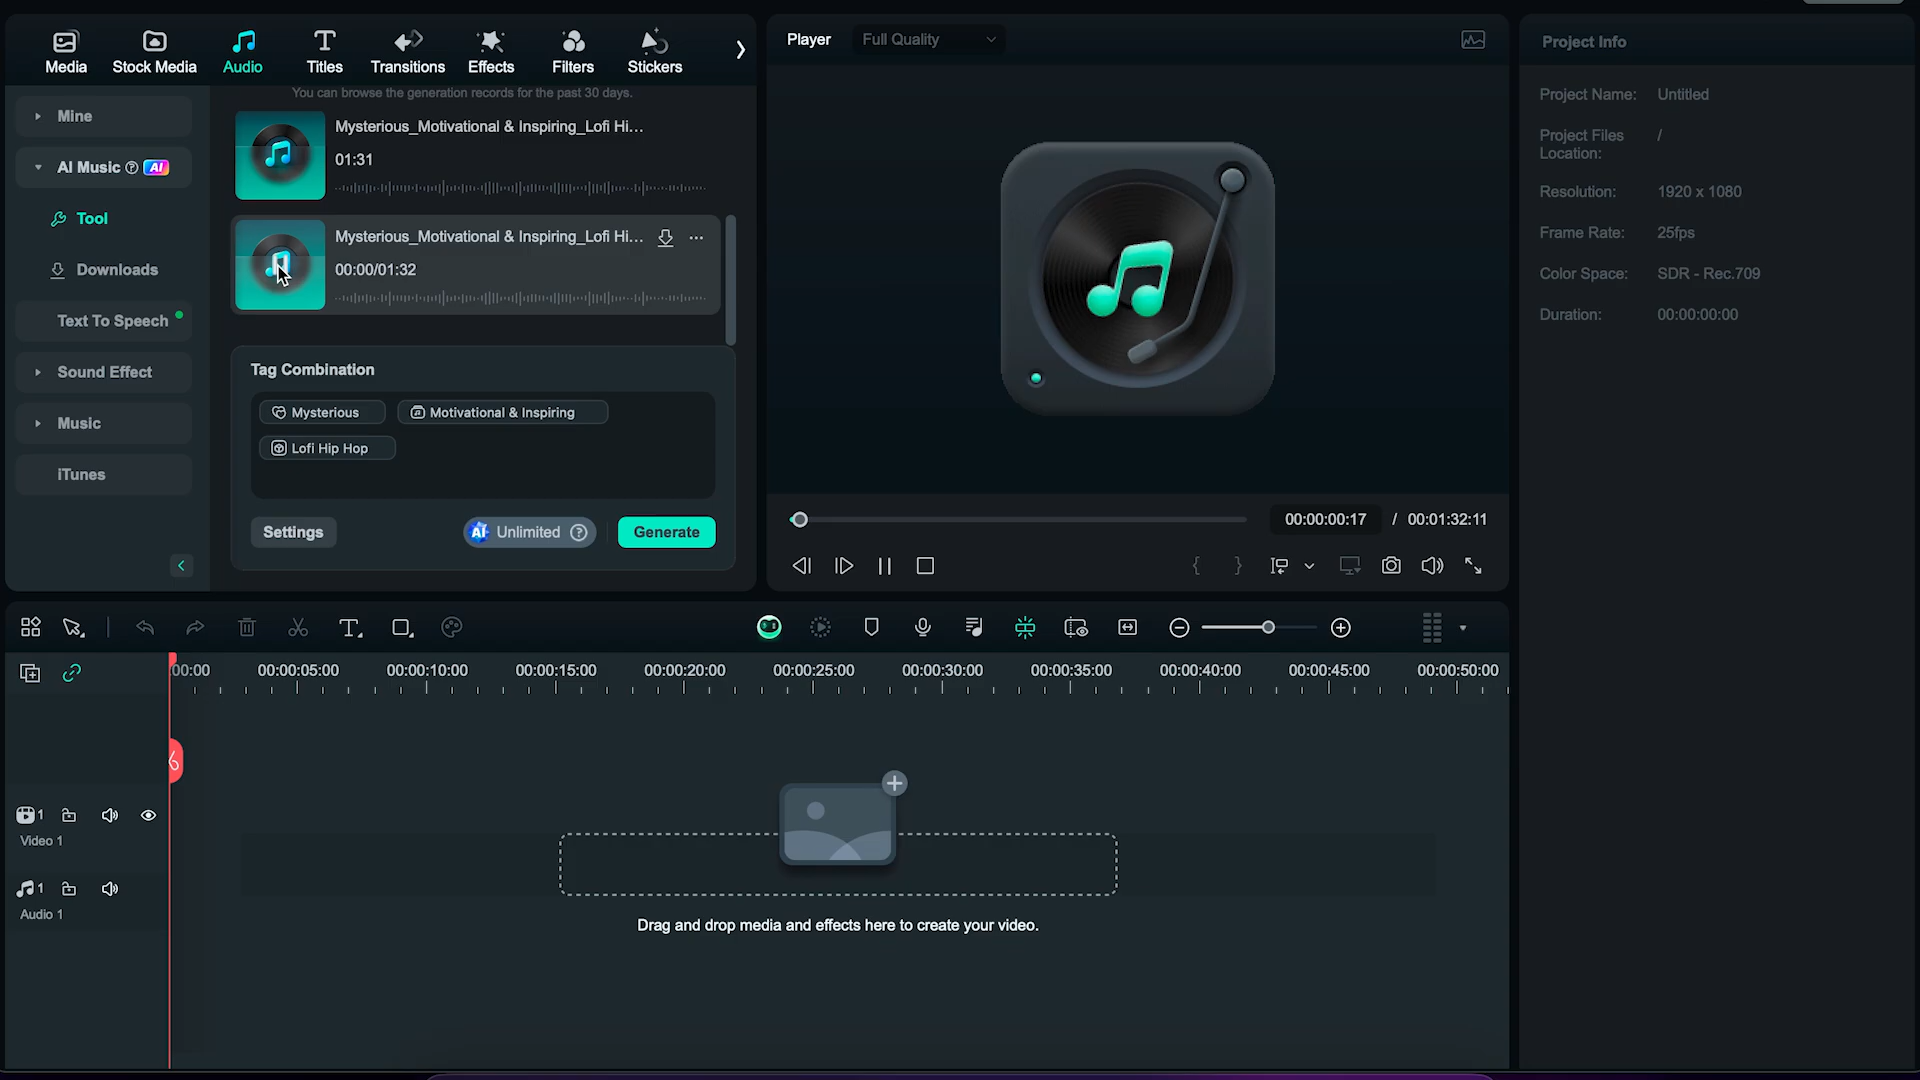 Media
Stock Media
Audio
Titles
Transitions
Effects
Filters
Stickers
Mine
AI Music AI
Tool
Downloads
Text To Speech
Sound Effect
Music
iTunes
You can browse the generation records for the past 30 days.
Mysterious_Motivational & Inspiring_Lofi Hi...
01:31
Mysterious_Motivational & Inspiring_Lofi Hi...
00:00/01:32
Tag Combination
Mysterious
Motivational & Inspiring
Lofi Hip Hop
Settings
AI Unlimited
Generate
Player
Full Quality
00:00:00:17 / 00:01:32:11
Project Info
Project Name: Untitled
Project Files Location: /
Resolution: 1920 x 1080
Frame Rate: 25fps
Color Space: SDR - Rec.709
Duration: 00:00:00:00
:00:00 00:00:05:00 00:00:10:00 00:00:15:00 00:00:20:00 00:00:25:00 00:00:30:00 00:00:35:00 00:00:40:00 00:00:45:00 00:00:50:00
1
Video 1
1
Audio 1
Drag and drop media and effects here to create your video.